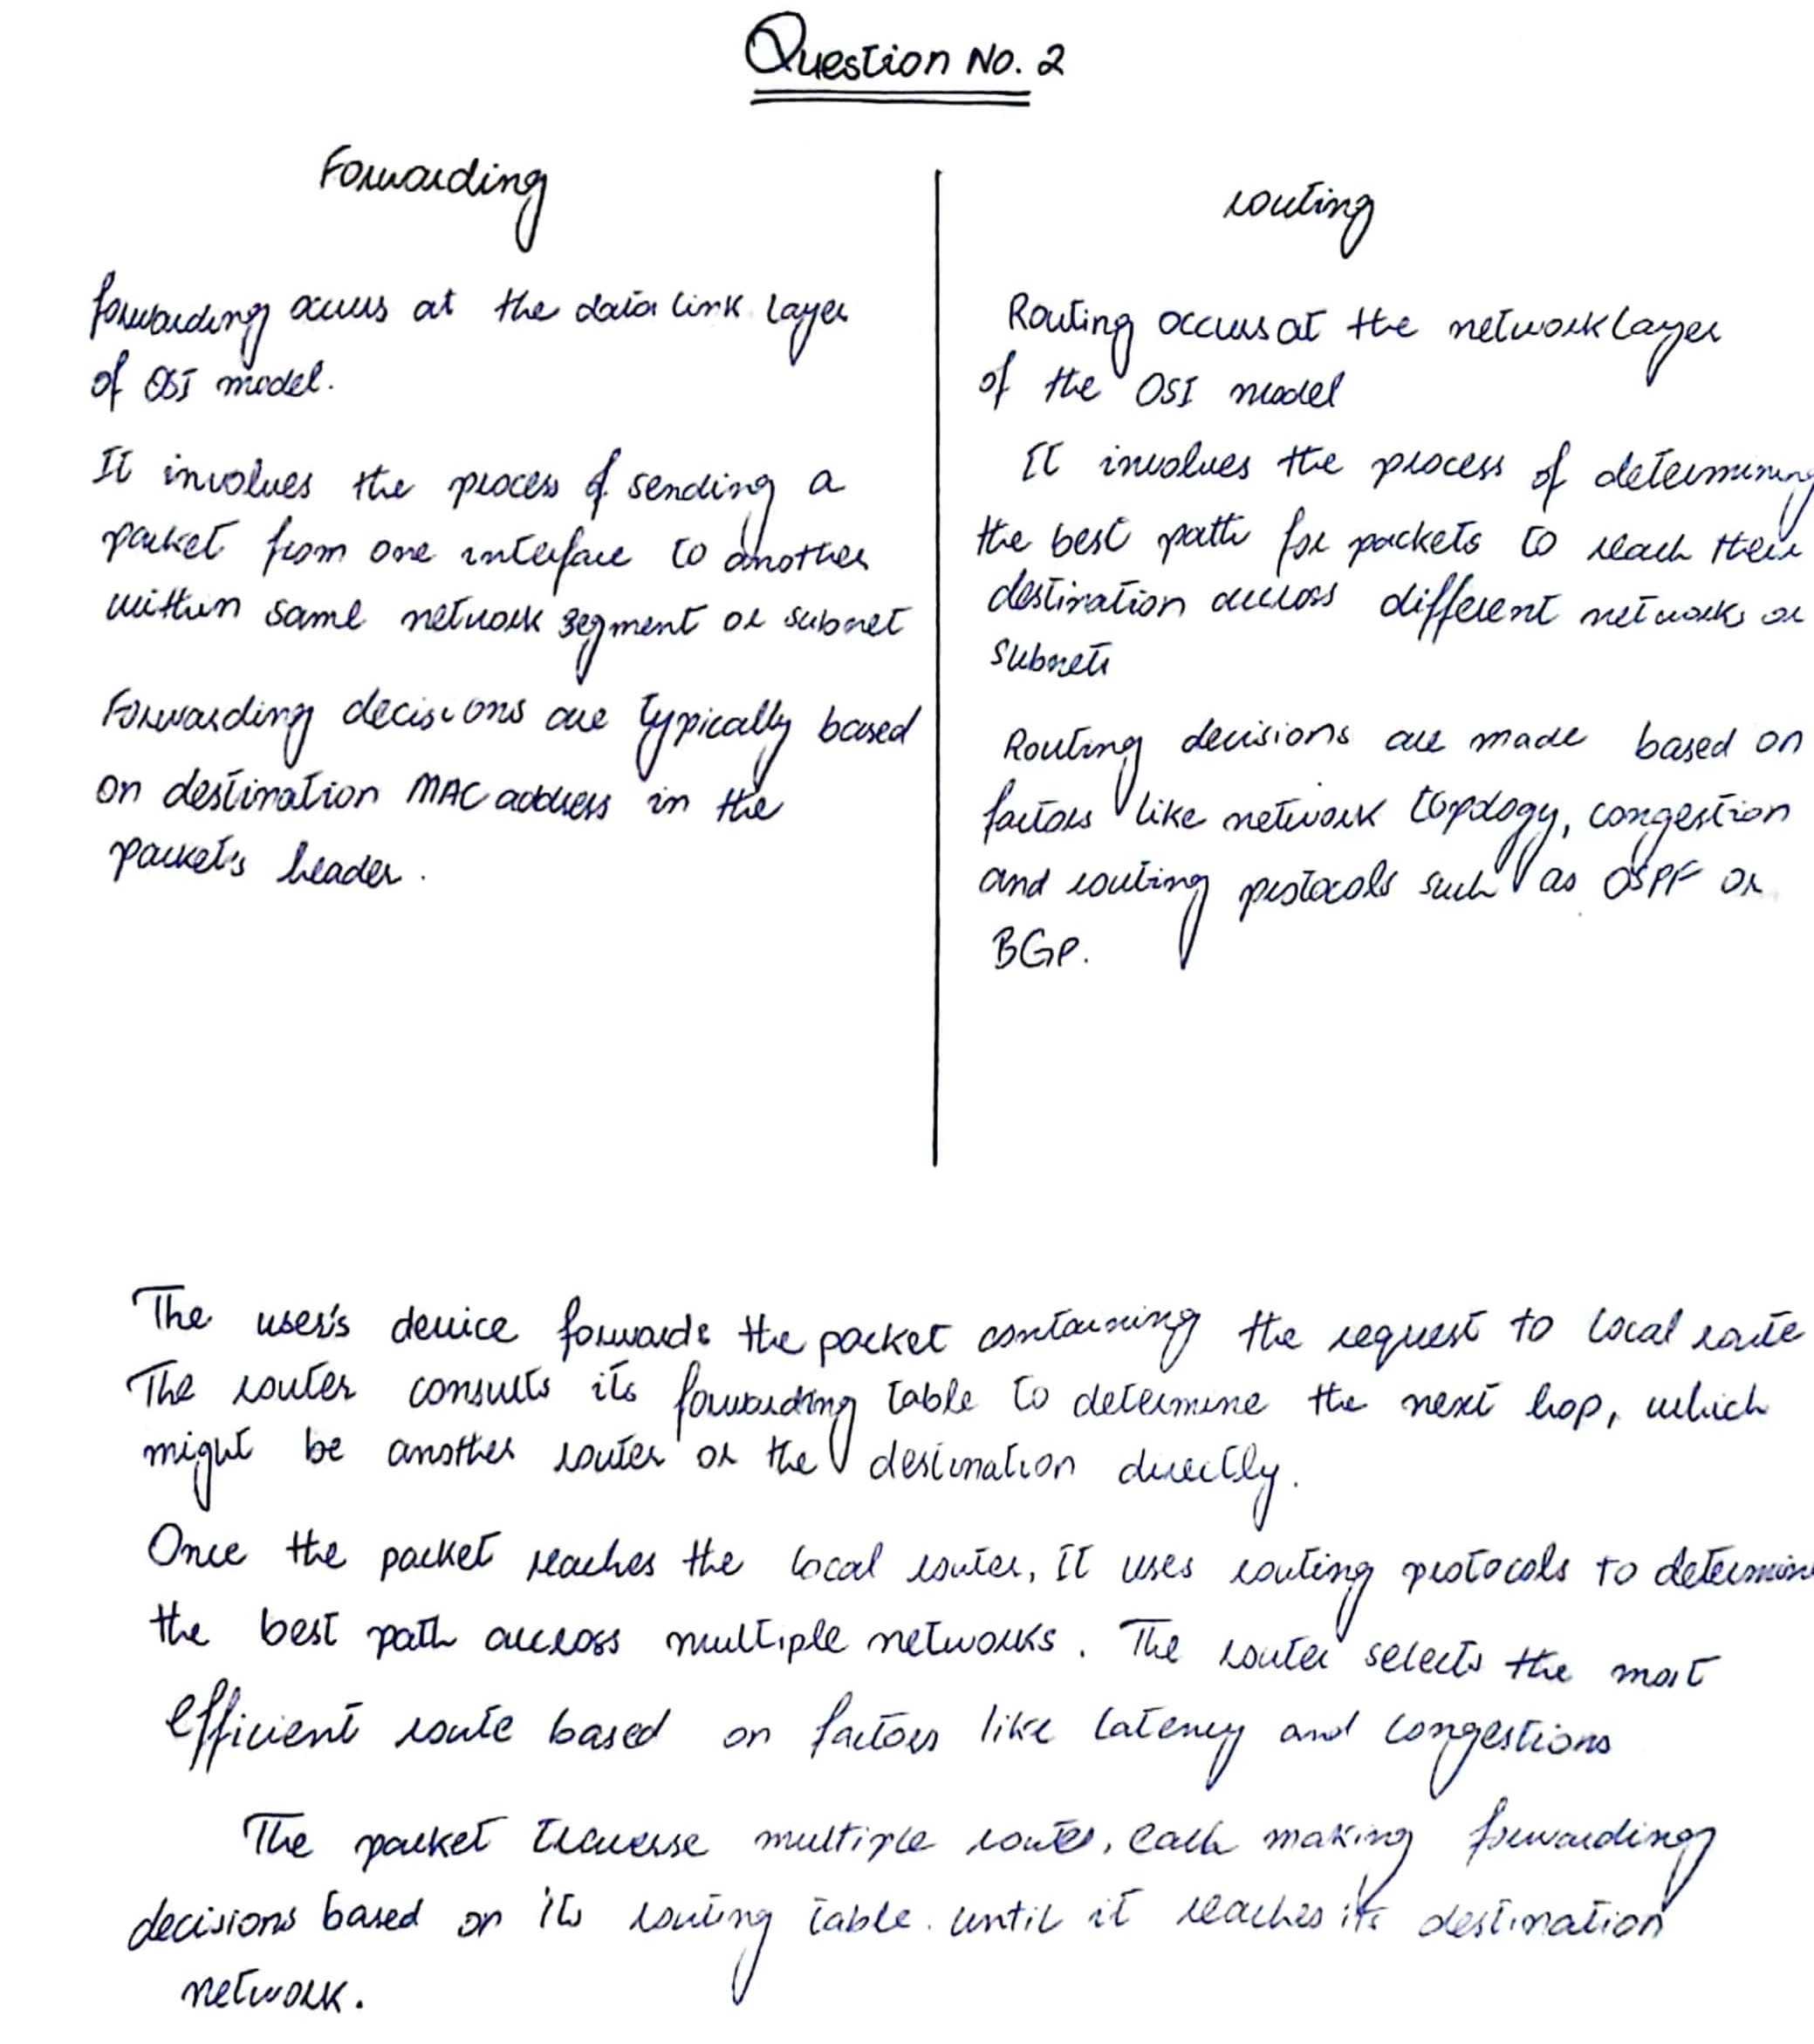 Question No. 2
Forwarding
forwarding occurs at the data link layer
of OSI model.
It involves the process of sending a
packet from one interface to another
within same network segment or subnet
Forwarding decisions are typically based
on destination MAC address in the
packet's header.
routing
Routing occurs at the network layer
of the OSI model
It involves the process of determining
the best path for packets to reach their
destination accross different networks or
subnets
Routing decisions are made based on
factors like network topology, congestion
and routing protocols such as OSPF or
BGP.
The user's device forwards the packet containing the request to local route
The router consults its forwarding table to determine the next hop, which
might be another router or the destination directly.
Once the packet reaches the local router, It uses routing protocols to determine
the best path accross multiple networks. The router selects the most
efficient route based on factors like latency and congestions
The packet traverse multiple routes, each making forwarding
decisions based on its routing table. until it reaches its destination
network.